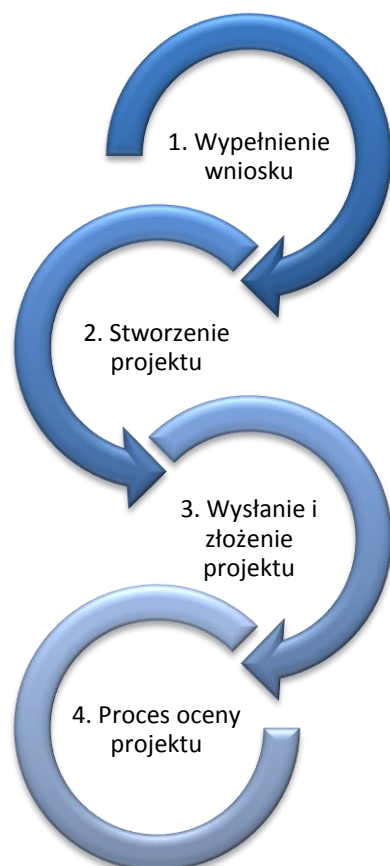 1. Wypełnienie
wniosku
2. Stworzenie
projektu
3. Wysłanie i
złożenie
projektu
4. Proces oceny
projektu